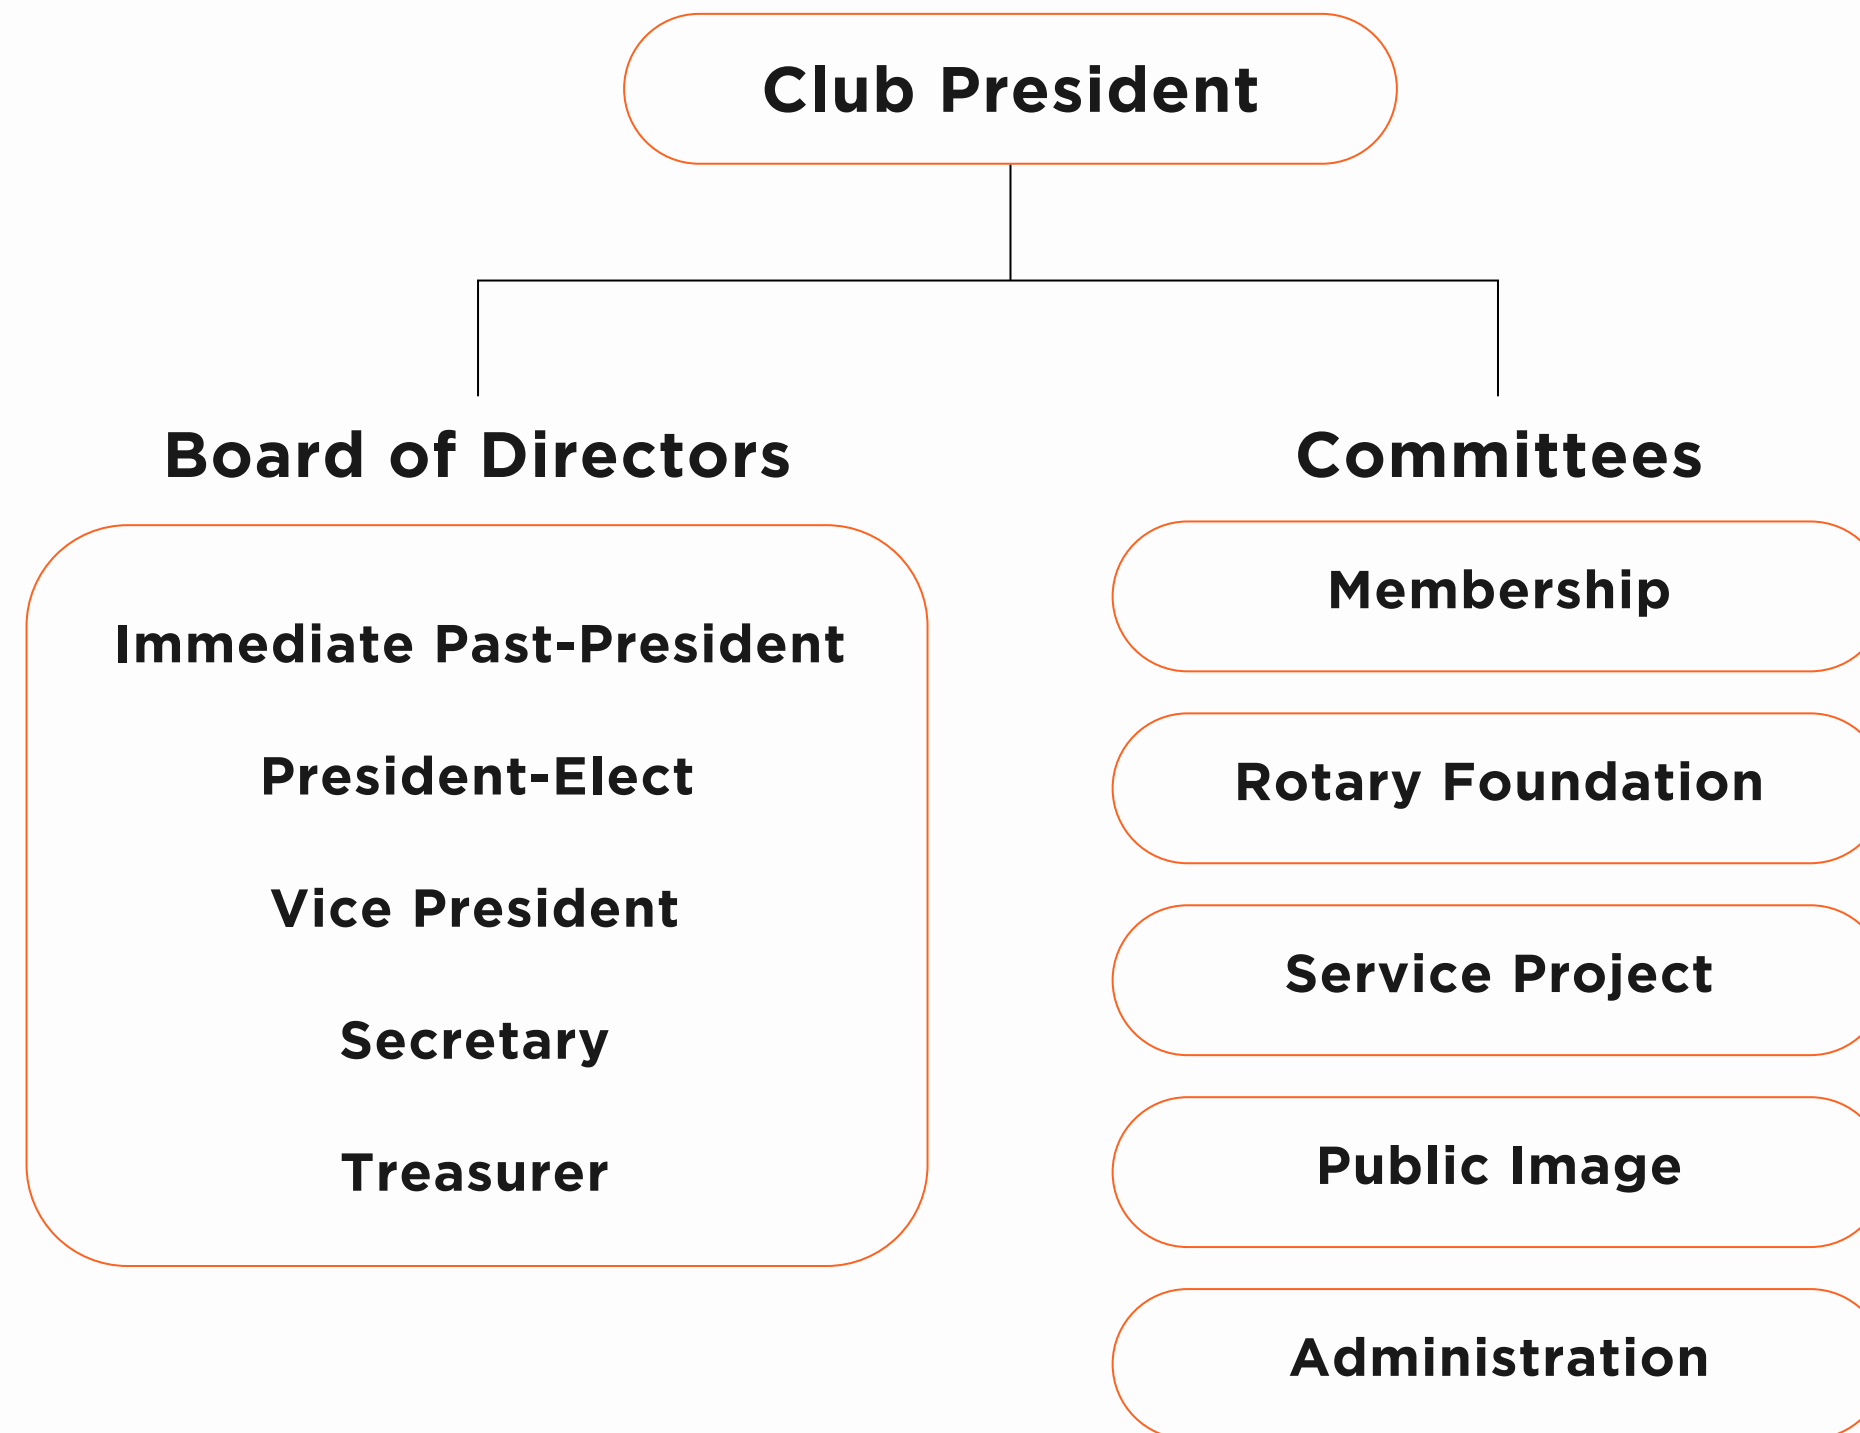 Club President
Board of Directors
Immediate Past-President
President-Elect
Vice President
Secretary
Treasurer
Committees
Membership
Rotary Foundation
Service Project
Public Image
Administration